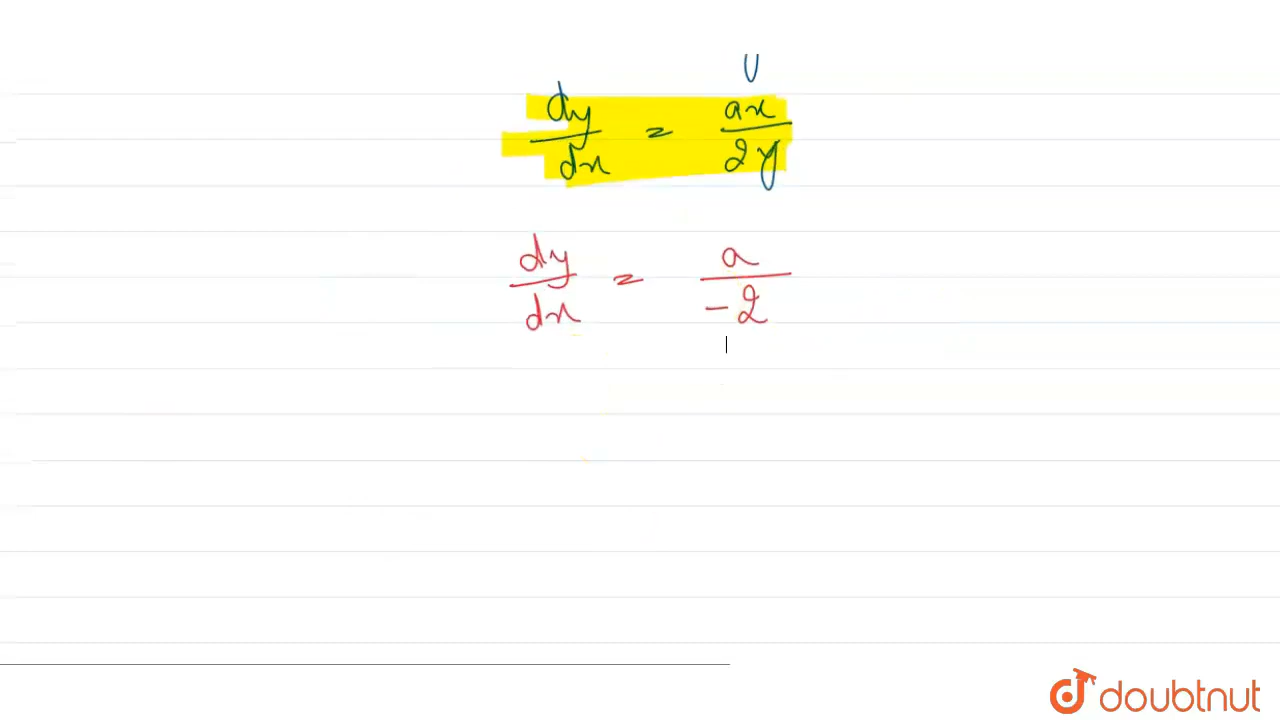 dy/dx = ax/2y
dy/dx = a/-2
doubtnut